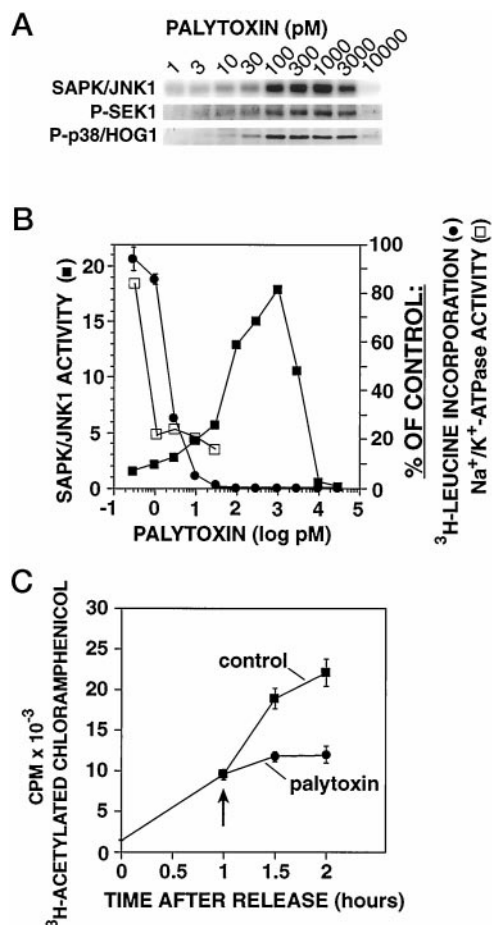 A
PALYTOXIN (pM)
1 3 10 30 100 300 1000 3000 10000
SAPK/JNK1
P-SEK1
P-p38/HOG1
B
SAPK/JNK1 ACTIVITY (■)
20
15
10
5
0
100
80
60
40
20
0
% OF CONTROL:
³H-LEUCINE INCORPORATION (●)
Na⁺/K⁺-ATPase ACTIVITY (□)
-1 0 1 2 3 4 5
PALYTOXIN (log pM)
C
CPM x 10⁻³
³H-ACETYLATED CHLORAMPHENICOL
30
25
20
15
10
5
0
control
palytoxin
0 0.5 1 1.5 2
TIME AFTER RELEASE (hours)